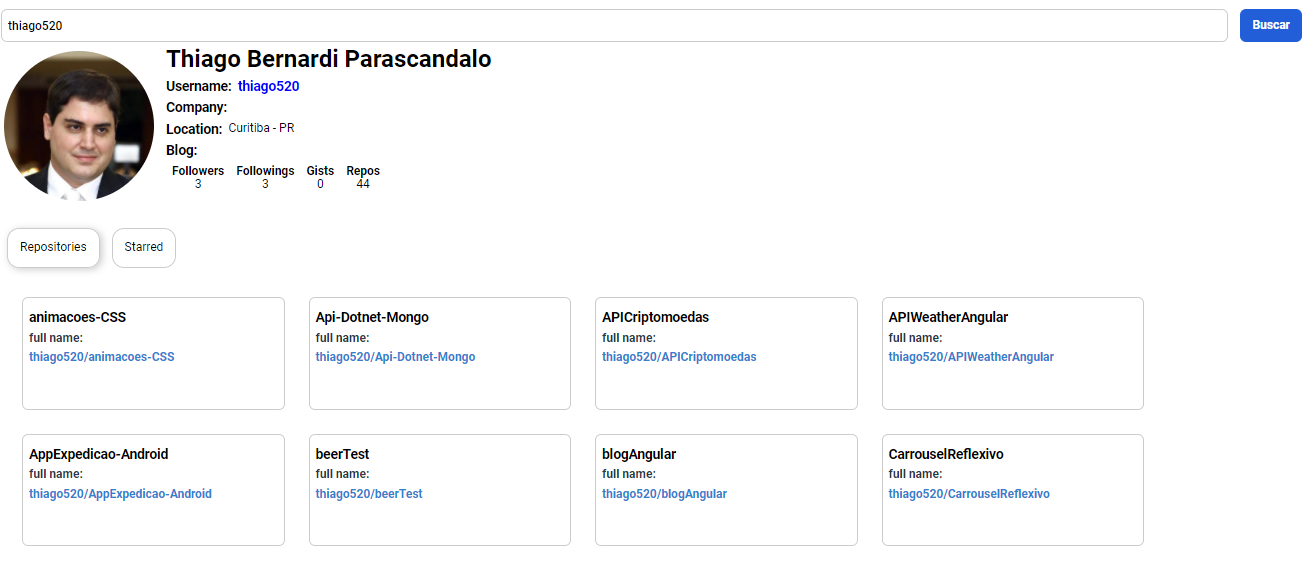 thiago520 Buscar
Thiago Bernardi Parascandalo
Username: thiago520
Company:
Location: Curitiba - PR
Blog:
Followers Followings Gists Repos
3 3 0 44
Repositories Starred
animacoes-CSS Api-Dotnet-Mongo APICriptomoedas APIWeatherAngular
full name: full name: full name: full name:
thiago520/animacoes-CSS thiago520/Api-Dotnet-Mongo thiago520/APICriptomoedas thiago520/APIWeatherAngular
AppExpedicao-Android beerTest blogAngular CarrouselReflexivo
full name: full name: full name: full name:
thiago520/AppExpedicao-Android thiago520/beerTest thiago520/blogAngular thiago520/CarrouselReflexivo